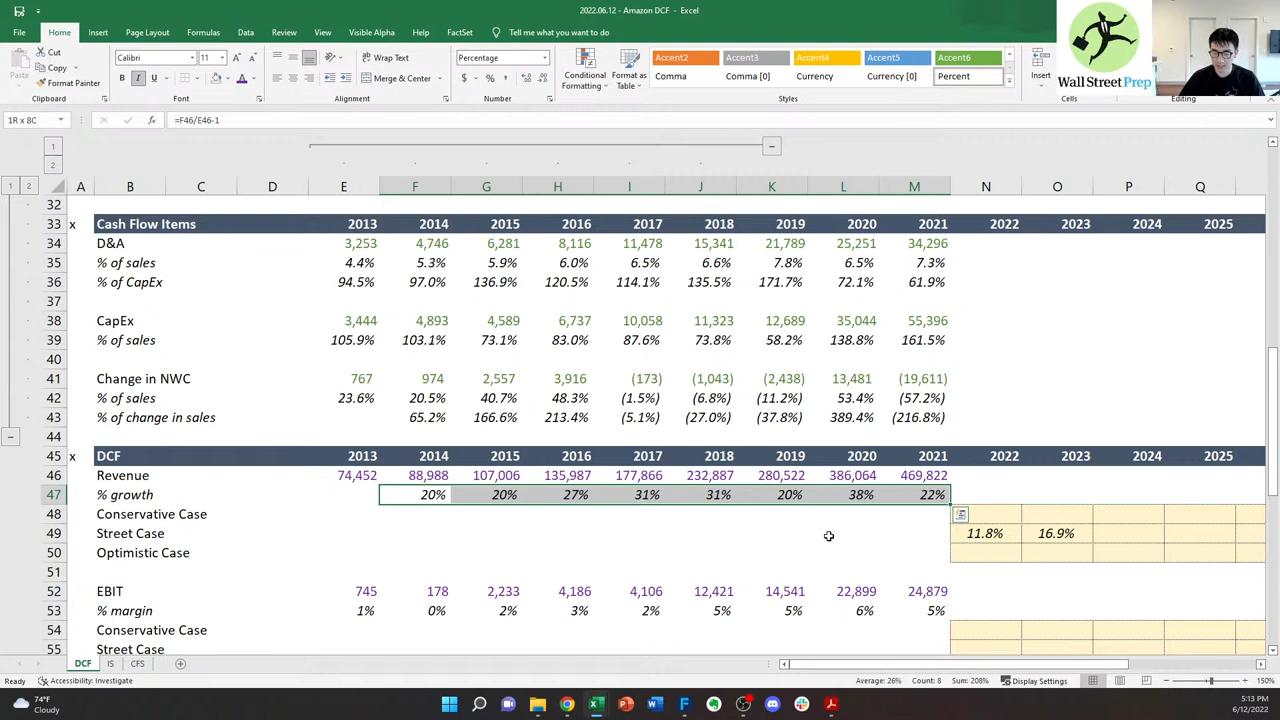 2022.06.12 - Amazon DCF - Excel
File Home Insert Page Layout Formulas Data Review View Visible Alpha Help FactSet Tell me what you want to do
Paste
Cut
Copy
Format Painter
Clipboard
Calibri 11
B I U
Font
Wrap Text
Merge & Center
Alignment
Percentage
$ % ,
Number
Conditional Formatting
Format as Table
Accent2 Accent3 Accent4 Accent5 Accent6
Comma Comma [0] Currency Currency [0] Percent
Styles
Insert
Cells
Editing
Wall Street Prep
1R x 8C
fx =F46/E46-1
1
2
1 2
A B C D E F G H I J K L M N O P Q
32
33 x Cash Flow Items 2013 2014 2015 2016 2017 2018 2019 2020 2021 2022 2023 2024 2025
34 D&A 3,253 4,746 6,281 8,116 11,478 15,341 21,789 25,251 34,296
35 % of sales 4.4% 5.3% 5.9% 6.0% 6.5% 6.6% 7.8% 6.5% 7.3%
36 % of CapEx 94.5% 97.0% 136.9% 120.5% 114.1% 135.5% 171.7% 72.1% 61.9%
37
38 CapEx 3,444 4,893 4,589 6,737 10,058 11,323 12,689 35,044 55,396
39 % of sales 105.9% 103.1% 73.1% 83.0% 87.6% 73.8% 58.2% 138.8% 161.5%
40
41 Change in NWC 767 974 2,557 3,916 (173) (1,043) (2,438) 13,481 (19,611)
42 % of sales 23.6% 20.5% 40.7% 48.3% (1.5%) (6.8%) (11.2%) 53.4% (57.2%)
43 % of change in sales 65.2% 166.6% 213.4% (5.1%) (27.0%) (37.8%) 389.4% (216.8%)
44
45 x DCF 2013 2014 2015 2016 2017 2018 2019 2020 2021 2022 2023 2024 2025
46 Revenue 74,452 88,988 107,006 135,987 177,866 232,887 280,522 386,064 469,822
47 % growth 20% 20% 27% 31% 31% 20% 38% 22%
48 Conservative Case
49 Street Case 11.8% 16.9%
50 Optimistic Case
51
52 EBIT 745 178 2,233 4,186 4,106 12,421 14,541 22,899 24,879
53 % margin 1% 0% 2% 3% 2% 5% 5% 6% 5%
54 Conservative Case
55 Street Case
DCF IS CFS
Ready Accessibility: Investigate Average: 26% Count: 8 Sum: 208% Display Settings 150%
74°F
Cloudy
5:13 PM
6/12/2022